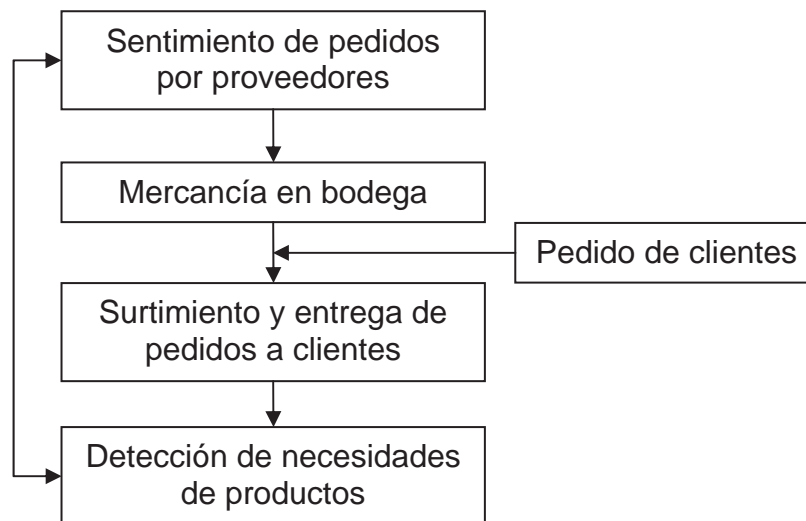 Sentimiento de pedidos
por proveedores
Mercancía en bodega
Pedido de clientes
Surtimiento y entrega de
pedidos a clientes
Detección de necesidades
de productos